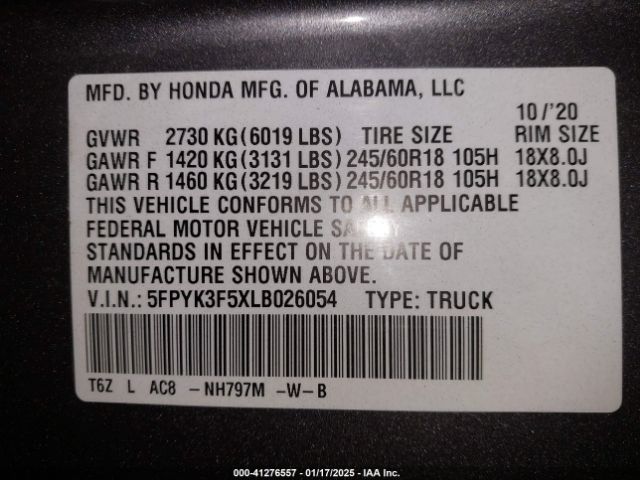 MFD. BY HONDA MFG. OF ALABAMA, LLC
10/'20
GVWR 2730 KG(6019 LBS) TIRE SIZE RIM SIZE
GAWR F 1420 KG(3131 LBS) 245/60R18 105H 18X8.0J
GAWR R 1460 KG(3219 LBS) 245/60R18 105H 18X8.0J
THIS VEHICLE CONFORMS TO ALL APPLICABLE
FEDERAL MOTOR VEHICLE SAFETY
STANDARDS IN EFFECT ON THE DATE OF
MANUFACTURE SHOWN ABOVE.
V.I.N.: 5FPYK3F5XLB026054 TYPE: TRUCK
T6Z L AC8 -NH797M -W-B
000-41276557 - 01/17/2025 - IAA Inc.